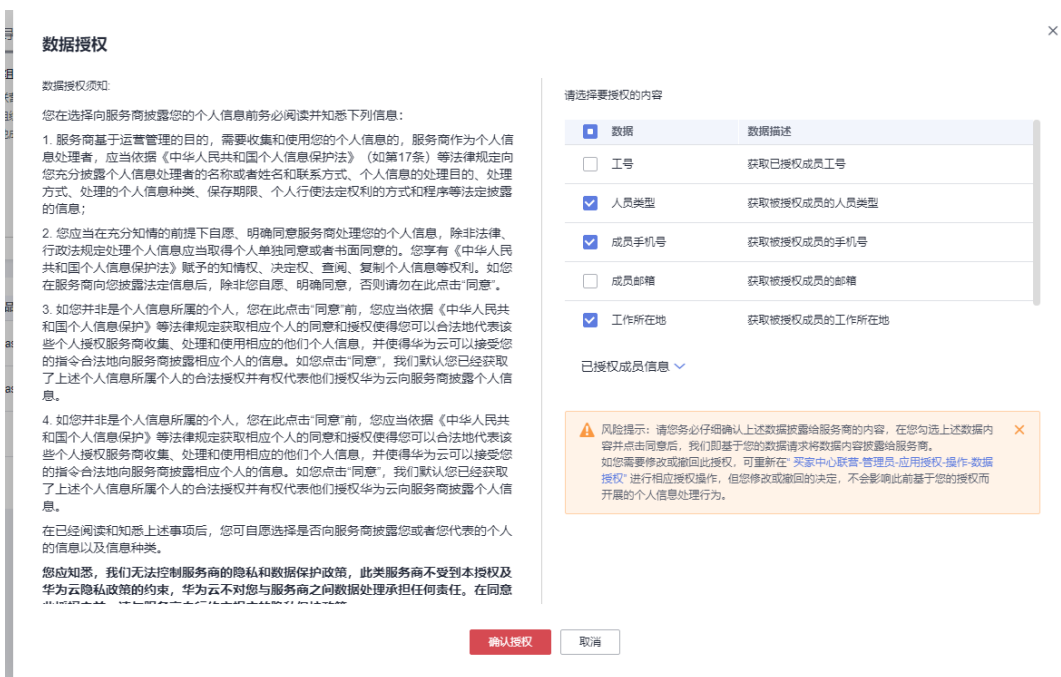 数据授权
数据授权须知:
您在选择向服务商披露您的个人信息前务必阅读并知悉下列信息：
1. 服务商基于运营管理的目的，需要收集和使用您的个人信息的，服务商作为个人信
息处理者，应当依据《中华人民共和国个人信息保护法》（如第17条）等法律规定向
您充分披露个人信息处理者的名称或者姓名和联系方式、个人信息的处理目的、处理
方式、处理的个人信息种类、保存期限、个人行使法定权利的方式和程序等法定披露
的信息；
2. 您应当在充分知情的前提下自愿、明确同意服务商处理您的个人信息，除非法律、
行政法规定处理个人信息应当取得个人单独同意或者书面同意的。您享有《中华人民
共和国个人信息保护法》赋予的知情权、决定权、查阅、复制个人信息等权利。如您
在服务商向您披露法定信息后，除非您自愿、明确同意，否则请勿在此点击“同意”。
3. 如您并非是个人信息所属的个人，您在此点击“同意”前，您应当依据《中华人民共
和国个人信息保护》等法律规定获取相应个人的同意和授权使得您可以合法地代表该
些个人授权服务商收集、处理和使用相应的他们个人信息，并使得华为云可以接受您
的指令合法地向服务商披露相应个人的信息。如您点击“同意”，我们默认您已经获取
了上述个人信息所属个人的合法授权并有权代表他们授权华为云向服务商披露个人信
息。
4. 如您并非是个人信息所属的个人，您在此点击“同意”前，您应当依据《中华人民共
和国个人信息保护》等法律规定获取相应个人的同意和授权使得您可以合法地代表该
些个人授权服务商收集、处理和使用相应的他们个人信息，并使得华为云可以接受您
的指令合法地向服务商披露相应个人的信息。如您点击“同意”，我们默认您已经获取
了上述个人信息所属个人的合法授权并有权代表他们授权华为云向服务商披露个人信
息。
在已经阅读和知悉上述事项后，您可自愿选择是否向服务商披露您或者您代表的个人
的信息以及信息种类。
您应知悉，我们无法控制服务商的隐私和数据保护政策，此类服务商不受到本授权及
华为云隐私政策的约束，华为云不对您与服务商之间数据处理承担任何责任。在同意
请选择要授权的内容
数据 数据描述
工号 获取已授权成员工号
人员类型 获取被授权成员的人员类型
成员手机号 获取被授权成员的手机号
成员邮箱 获取被授权成员的邮箱
工作所在地 获取被授权成员的工作所在地
已授权成员信息
风险提示：请您务必仔细确认上述数据披露给服务商的内容，在您勾选上述数据内
容并点击同意后，我们即基于您的数据请求将数据内容披露给服务商。
如您需要修改或撤回此授权，可重新在“ 买家中心联营-管理员-应用授权-操作-数据
授权” 进行相应授权操作，但您修改或撤回的决定，不会影响此前基于您的授权而
开展的个人信息处理行为。
确认授权
取消